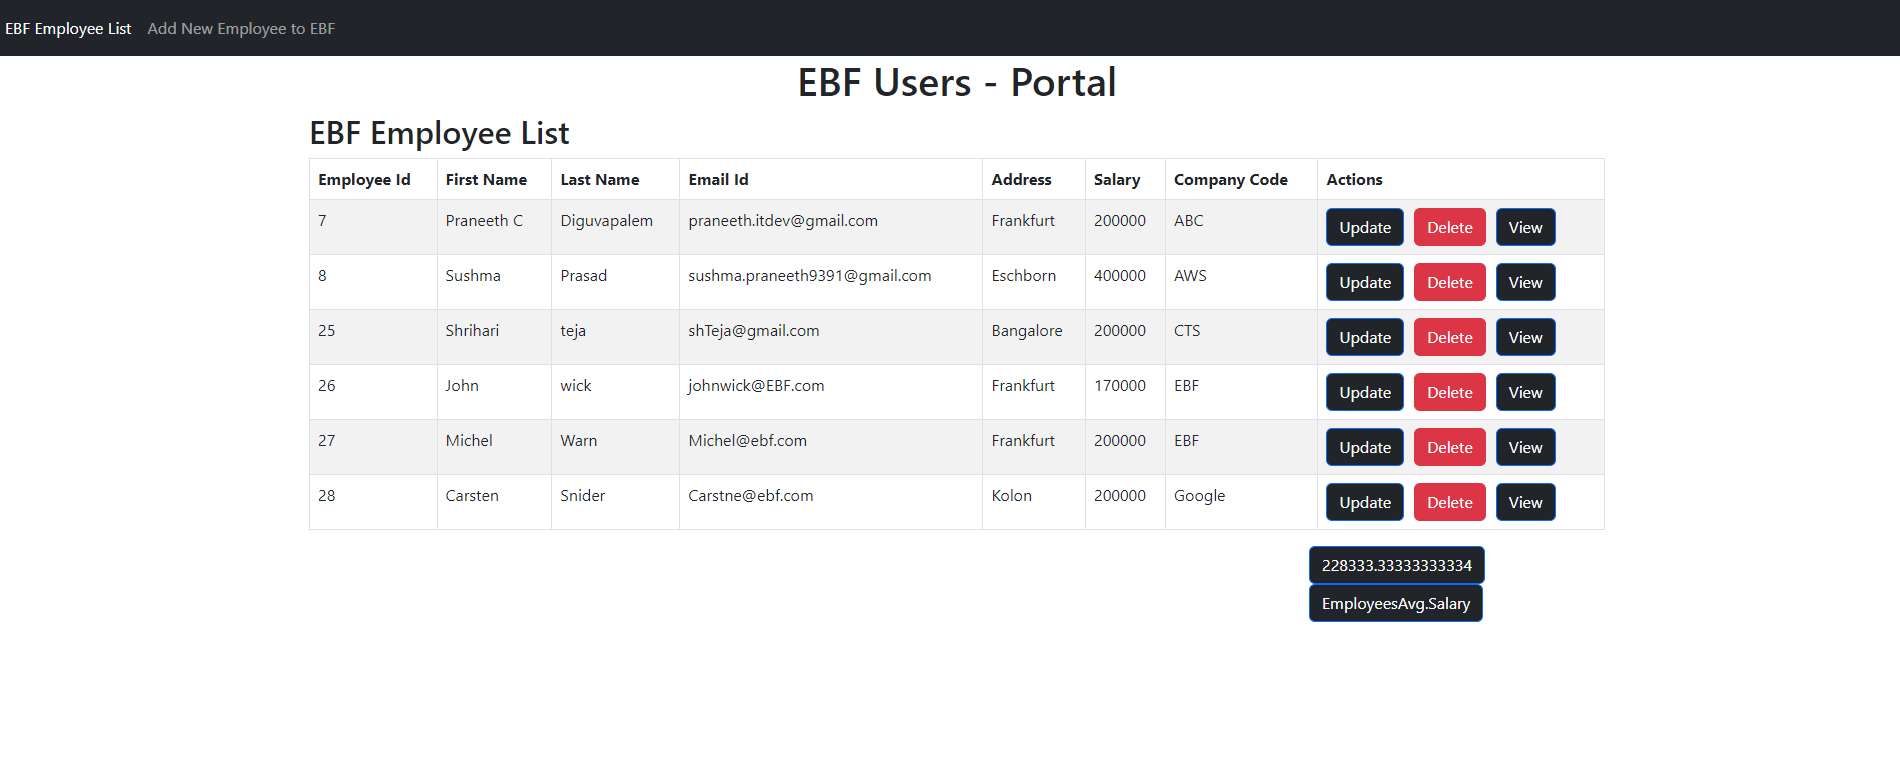 EBF Employee List Add New Employee to EBF
EBF Users - Portal
EBF Employee List
Employee Id First Name Last Name Email Id Address Salary Company Code Actions
7 Praneeth C Diguvapalem praneeth.itdev@gmail.com Frankfurt 200000 ABC Update Delete View
8 Sushma Prasad sushma.praneeth9391@gmail.com Eschborn 400000 AWS Update Delete View
25 Shrihari teja shTeja@gmail.com Bangalore 200000 CTS Update Delete View
26 John wick johnwick@EBF.com Frankfurt 170000 EBF Update Delete View
27 Michel Warn Michel@ebf.com Frankfurt 200000 EBF Update Delete View
28 Carsten Snider Carstne@ebf.com Kolon 200000 Google Update Delete View
228333.33333333334
EmployeesAvg.Salary